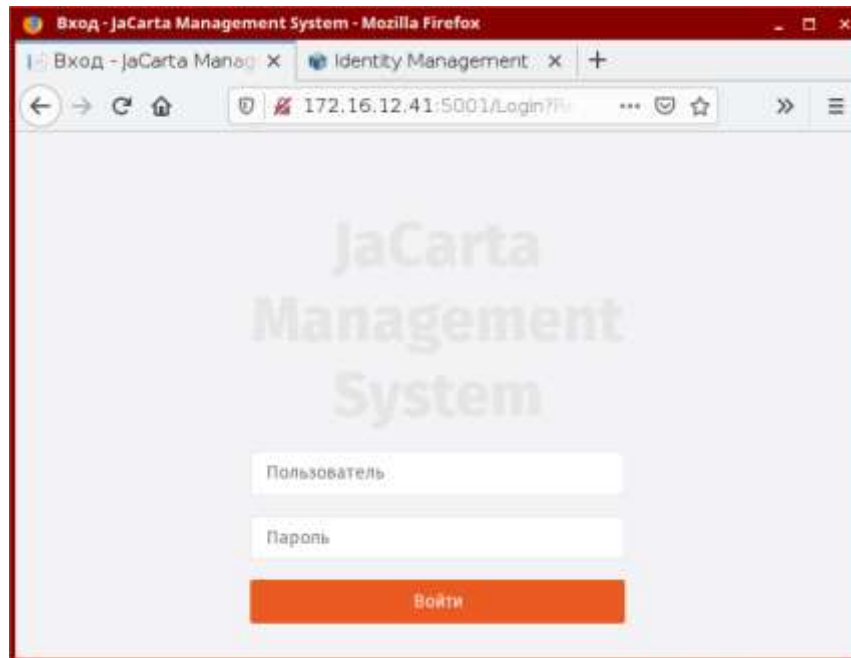 Вход - JaCarta Management System - Mozilla Firefox
Вход - JaCarta Manag
Identity Management
172.16.12.41:5001/Login?Re
JaCarta
Management
System
Пользователь
Пароль
Войти